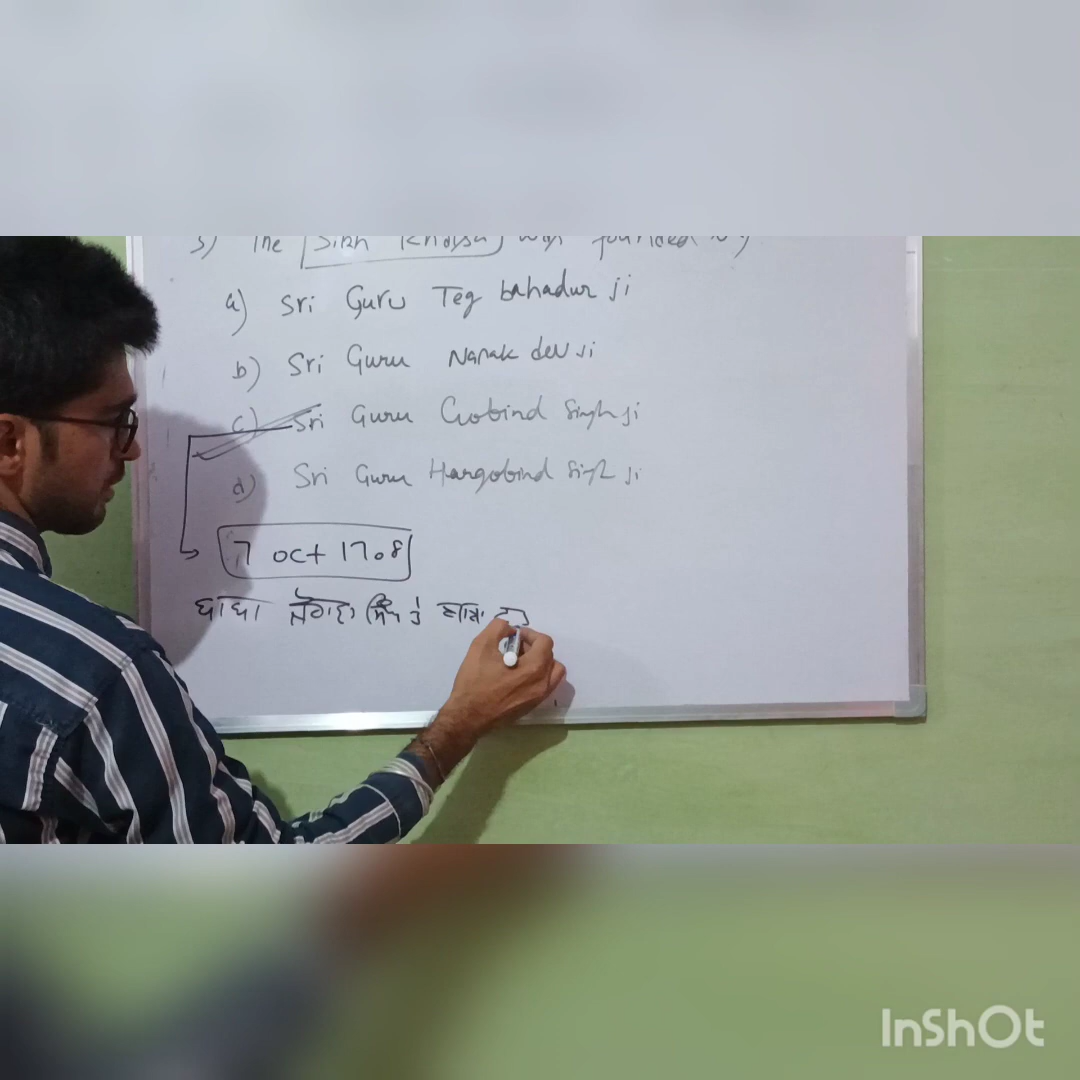 3) The Sikh Khalsa was founded by
a) Sri Guru Teg bahadur ji
b) Sri Guru Nanak dev ji
c) Sri Guru Gobind Singh ji
d) Sri Guru Hargobind Singh ji
7 oct 1708
ਬਾਬਾ ਸਿੰਘ ਤੇ
InShOt